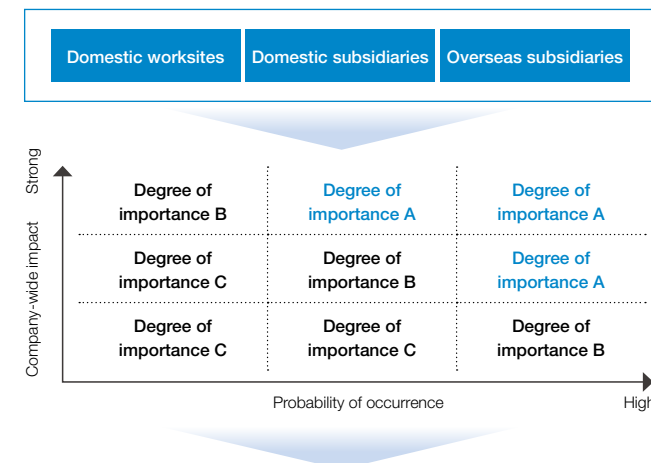 Domestic worksites
Domestic subsidiaries
Overseas subsidiaries
Strong
Company-wide impact
Degree of
importance B
Degree of
importance A
Degree of
importance A
Degree of
importance C
Degree of
importance B
Degree of
importance A
Degree of
importance C
Degree of
importance C
Degree of
importance B
Probability of occurrence
High